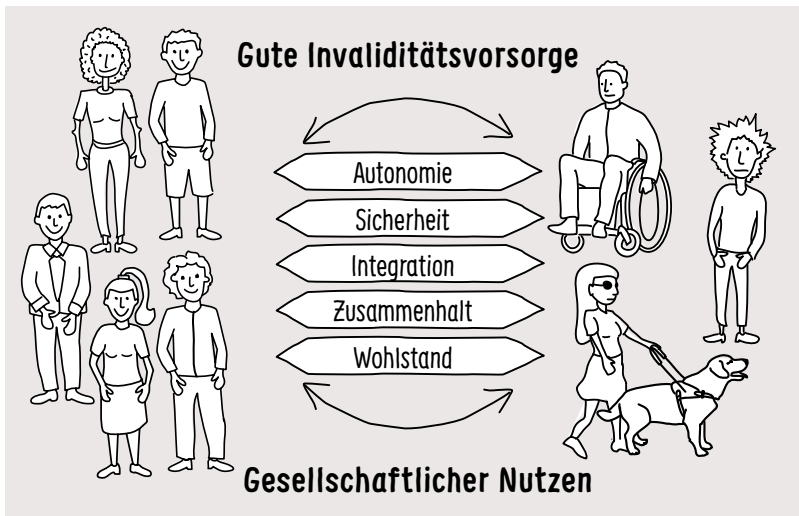 Gute Invaliditätsvorsorge
Autonomie
Sicherheit
Integration
Zusammenhalt
Wohlstand
Gesellschaftlicher Nutzen